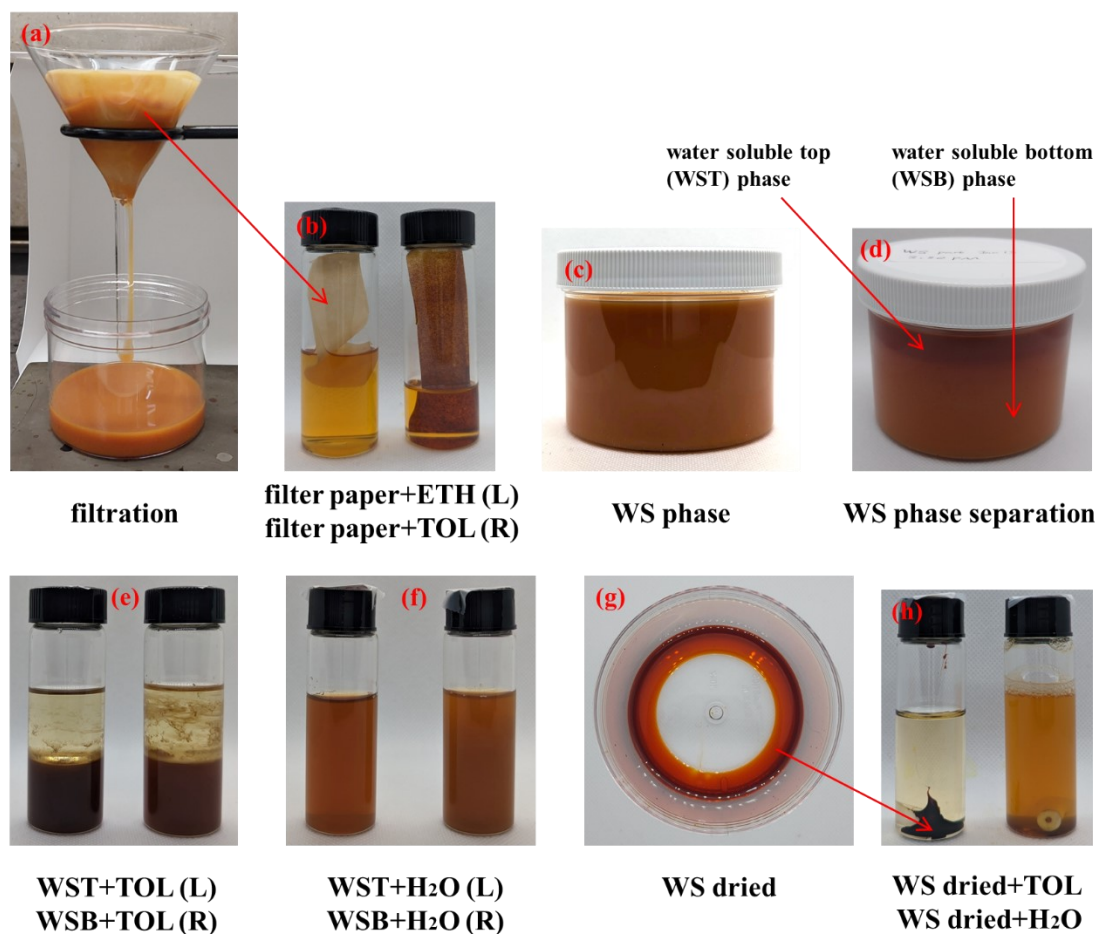 (a)
water soluble top
(WST) phase
water soluble bottom
(WSB) phase
(b)
(c)
(d)
filtration
filter paper+ETH (L)
filter paper+TOL (R)
WS phase
WS phase separation
(e)
(f)
(g)
(h)
WST+TOL (L)
WSB+TOL (R)
WST+H2O (L)
WSB+H2O (R)
WS dried
WS dried+TOL
WS dried+H2O